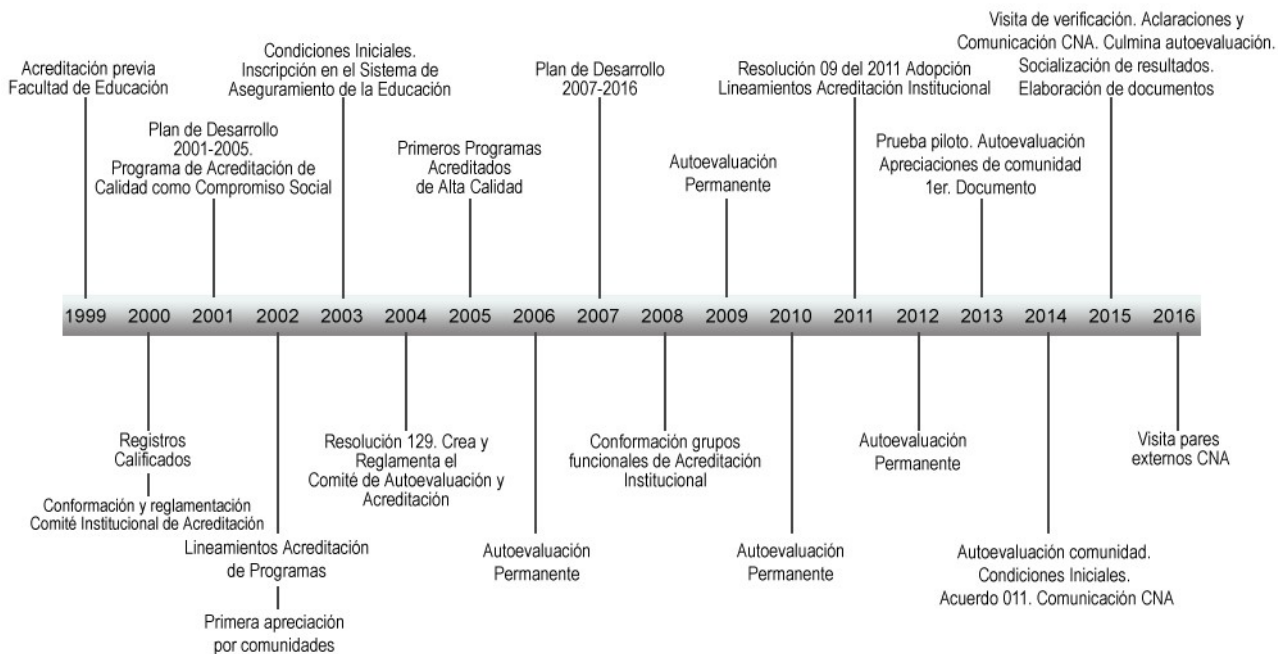 Acreditación previa
Facultad de Educación
Plan de Desarrollo
2001-2005.
Programa de Acreditación de
Calidad como Compromiso Social
Condiciones Iniciales.
Inscripción en el Sistema de
Aseguramiento de la Educación
Primeros Programas
Acreditados
de Alta Calidad
Plan de Desarrollo
2007-2016
Autoevaluación
Permanente
Resolución 09 del 2011 Adopción
Lineamientos Acreditación Institucional
Prueba piloto. Autoevaluación
Apreciaciones de comunidad
1er. Documento
Visita de verificación. Aclaraciones y
Comunicación CNA. Culmina autoevaluación.
Socialización de resultados.
Elaboración de documentos
1999 2000 2001 2002 2003 2004 2005 2006 2007 2008 2009 2010 2011 2012 2013 2014 2015 2016
Registros
Calificados
Conformación y reglamentación
Comité Institucional de Acreditación
Lineamientos Acreditación
de Programas
Primera apreciación
por comunidades
Resolución 129. Crea y
Reglamenta el
Comité de Autoevaluación y
Acreditación
Autoevaluación
Permanente
Conformación grupos
funcionales de Acreditación
Institucional
Autoevaluación
Permanente
Autoevaluación
Permanente
Autoevaluación comunidad.
Condiciones Iniciales.
Acuerdo 011. Comunicación CNA
Visita pares
externos CNA